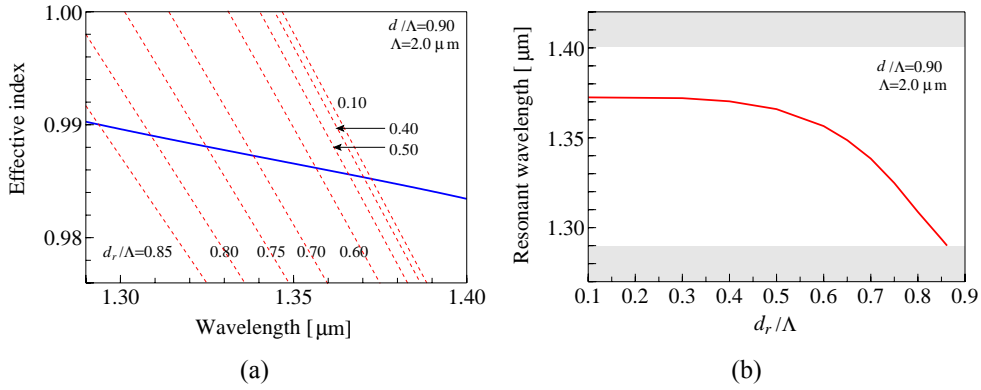 1.00
0.99
0.98
Effective index
d/Λ=0.90
Λ=2.0 μm
0.10
0.40
0.50
d_r/Λ=0.85 0.80 0.75 0.70 0.60
1.30 1.35 1.40
Wavelength [μm]
(a)
1.40
1.35
1.30
Resonant wavelength [μm]
d/Λ=0.90
Λ=2.0 μm
0.1 0.2 0.3 0.4 0.5 0.6 0.7 0.8 0.9
d_r/Λ
(b)